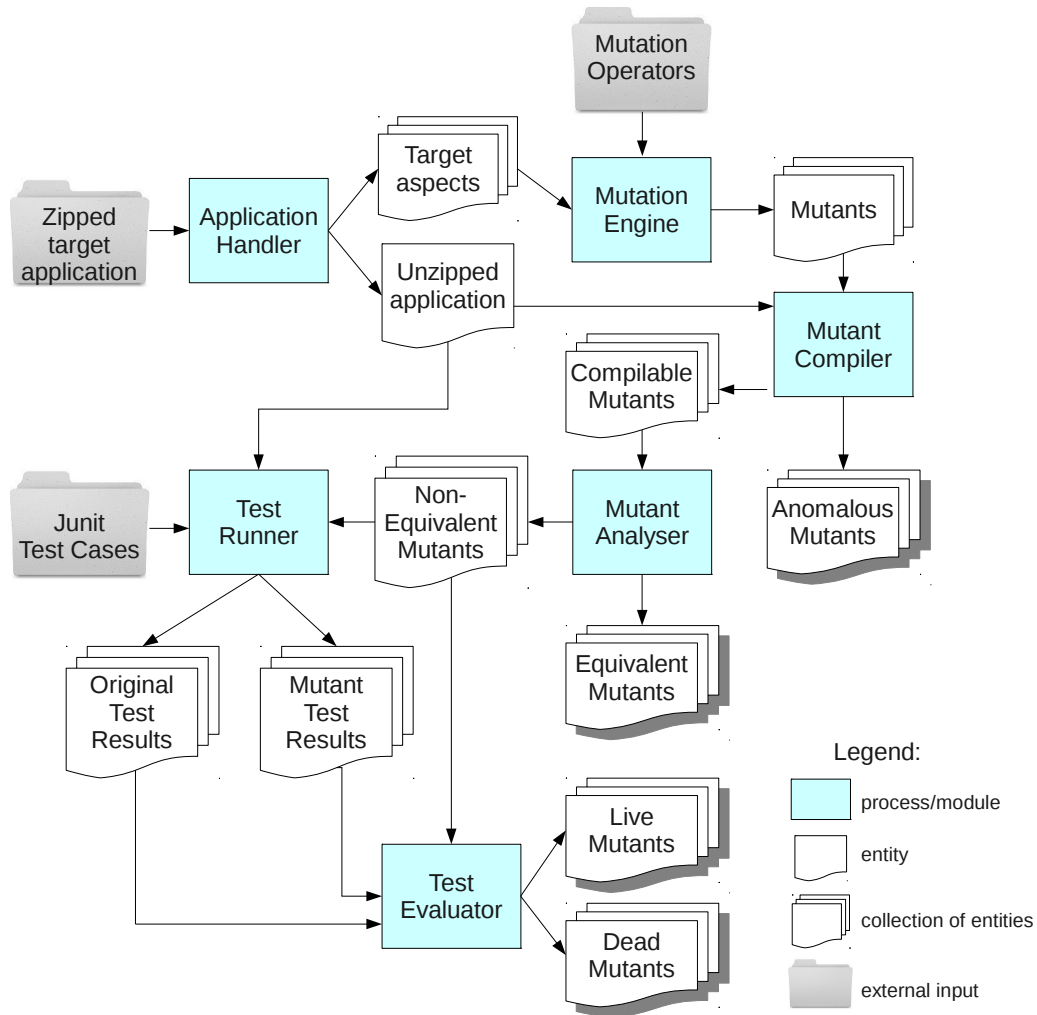 Mutation
Operators
Target
aspects
Zipped
target
application
Application
Handler
Mutation
Engine
Mutants
Unzipped
application
Mutant
Compiler
Compilable
Mutants
Junit
Test Cases
Test
Runner
Non-
Equivalent
Mutants
Mutant
Analyser
Anomalous
Mutants
Original
Test
Results
Mutant
Test
Results
Equivalent
Mutants
Test
Evaluator
Live
Mutants
Dead
Mutants
Legend:
process/module
entity
collection of entities
external input